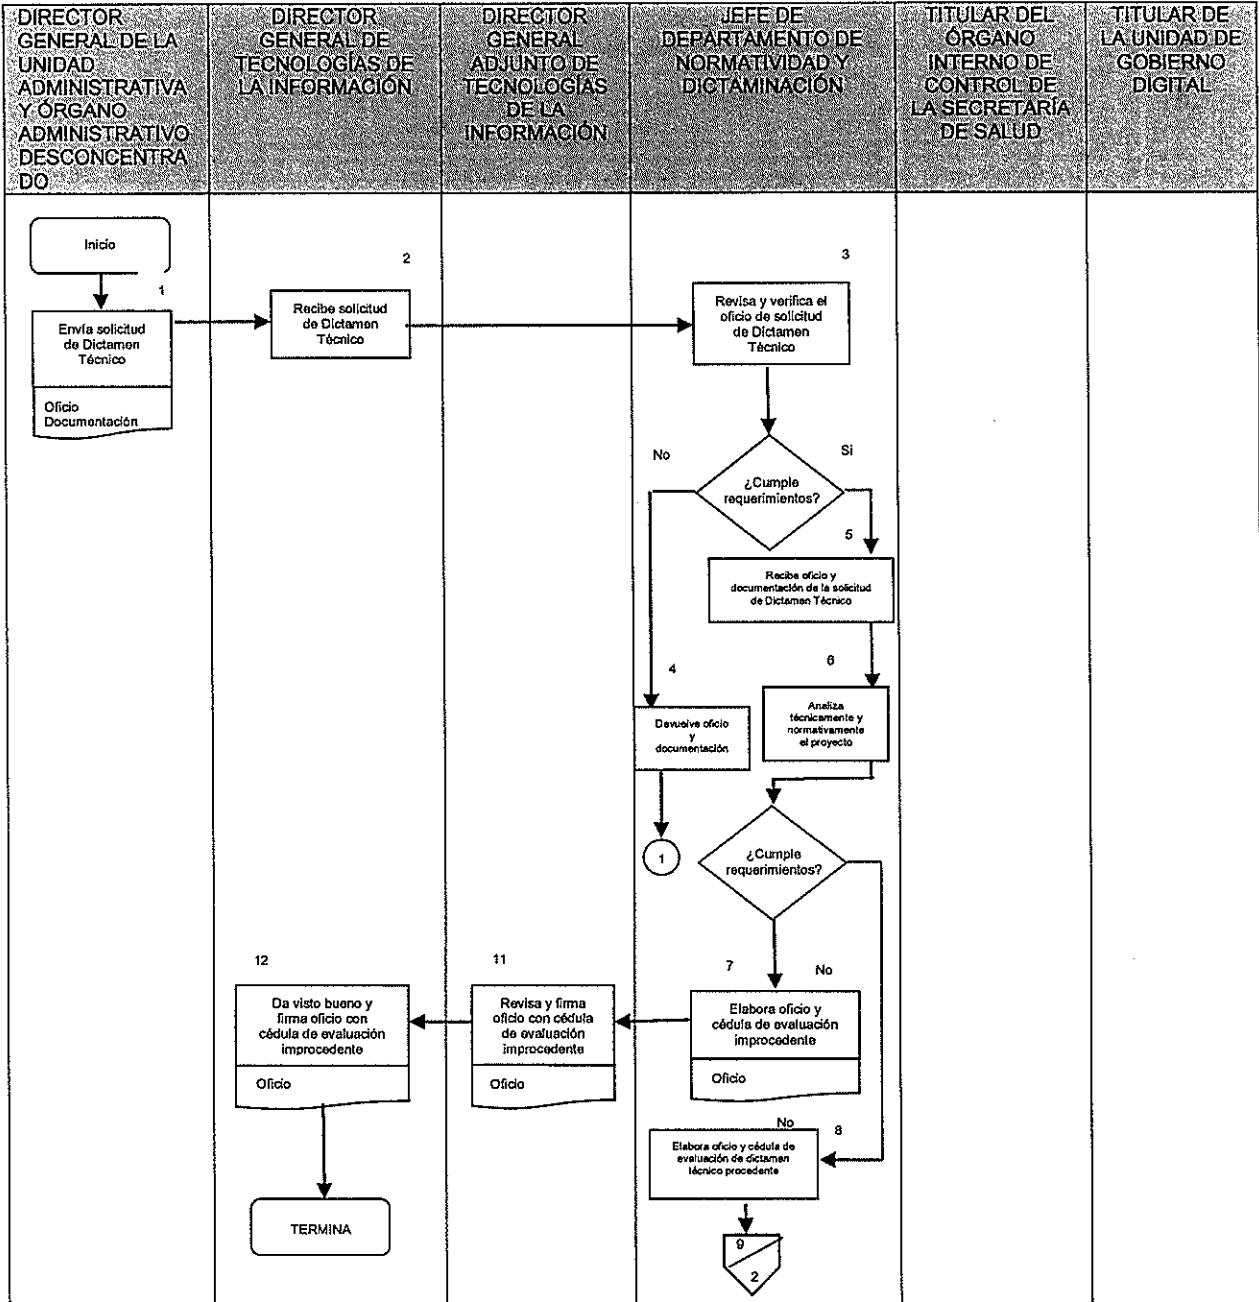 DIRECTOR
GENERAL DE LA
UNIDAD
ADMINISTRATIVA
Y ÓRGANO
ADMINISTRATIVO
DESCONCENTRA
DO
DIRECTOR
GENERAL DE
TECNOLOGÍAS DE
LA INFORMACIÓN
DIRECTOR
GENERAL
ADJUNTO DE
TECNOLOGÍAS
DE LA
INFORMACIÓN
JEFE DE
DEPARTAMENTO DE
NORMATIVIDAD Y
DICTAMINACIÓN
TITULAR DEL
ÓRGANO
INTERNO DE
CONTROL DE
LA SECRETARÍA
DE SALUD
TITULAR DE
LA UNIDAD DE
GOBIERNO
DIGITAL
Inicio
1
Envía solicitud
de Dictamen
Técnico
Oficio
Documentación
2
Recibe solicitud
de Dictamen
Técnico
3
Revisa y verifica el
oficio de solicitud
de Dictamen
Técnico
No
Si
¿Cumple
requerimientos?
5
Recibe oficio y
documentación de la solicitud
de Dictamen Técnico
4
Devuelve oficio
y
documentación
1
6
Analiza
técnicamente y
normativamente
el proyecto
¿Cumple
requerimientos?
7
No
Elabora oficio y
cédula de evaluación
improcedente
Oficio
11
Revisa y firma
oficio con cédula
de evaluación
improcedente
Oficio
12
Da visto bueno y
firma oficio con
cédula de evaluación
improcedente
Oficio
TERMINA
No
8
Elabora oficio y cédula de
evaluación de dictamen
técnico procedente
9
2